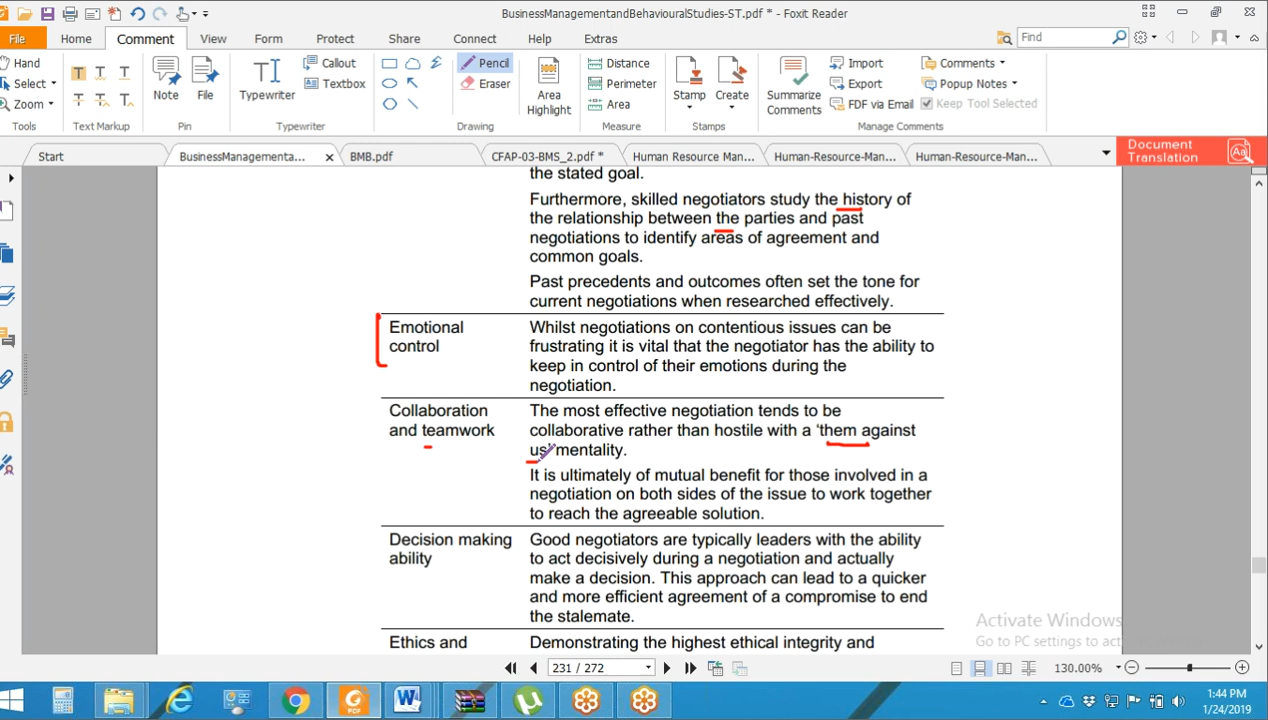 BusinessManagementandBehaviouralStudies-ST.pdf * - Foxit Reader
File Home Comment View Form Protect Share Connect Help Extras Find
Hand
Select
Zoom
Tools
Text Markup
Note
File
Pin
Typewriter
Callout
Textbox
Typewriter
Area Highlight
Pencil
Eraser
Drawing
Distance
Perimeter
Area
Measure
Stamp
Create
Stamps
Summarize Comments
Import
Export
FDF via Email
Comments
Popup Notes
Keep Tool Selected
Manage Comments
Start BusinessManagementa... x BMB.pdf CFAP-03-BMS_2.pdf * Human Resource Man... Human-Resource-Man... Human-Resource-Man...
Document Translation
the stated goal.
Furthermore, skilled negotiators study the history of
the relationship between the parties and past
negotiations to identify areas of agreement and
common goals.
Past precedents and outcomes often set the tone for
current negotiations when researched effectively.
Emotional
control
Whilst negotiations on contentious issues can be
frustrating it is vital that the negotiator has the ability to
keep in control of their emotions during the
negotiation.
Collaboration
and teamwork
The most effective negotiation tends to be
collaborative rather than hostile with a ‘them against
us’ mentality.
It is ultimately of mutual benefit for those involved in a
negotiation on both sides of the issue to work together
to reach the agreeable solution.
Decision making
ability
Good negotiators are typically leaders with the ability
to act decisively during a negotiation and actually
make a decision. This approach can lead to a quicker
and more efficient agreement of a compromise to end
the stalemate.
Ethics and
Demonstrating the highest ethical integrity and
Activate Windows
Go to PC settings to act
231 / 272
130.00%
1:44 PM
1/24/2019